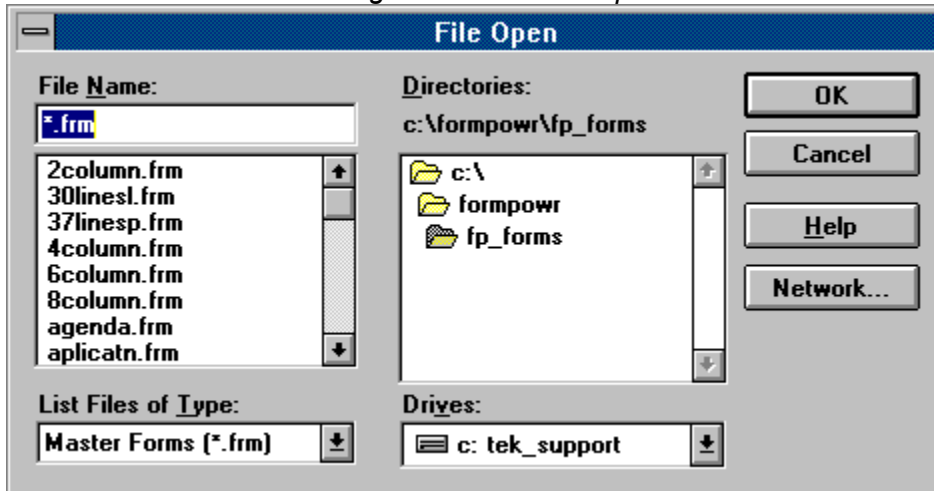 File Open
File Name:
*.frm
2column.frm
30linesl.frm
37linesp.frm
4column.frm
6column.frm
8column.frm
agenda.frm
aplicatn.frm
List Files of Type:
Master Forms (*.frm)
Directories:
c:\formpowr\fp_forms
c:\
formpowr
fp_forms
Drives:
c: tek_support
OK
Cancel
Help
Network...